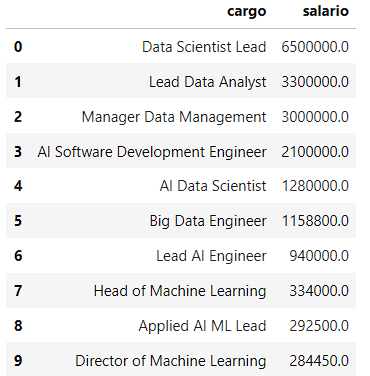 cargo salario
0 Data Scientist Lead 6500000.0
1 Lead Data Analyst 3300000.0
2 Manager Data Management 3000000.0
3 AI Software Development Engineer 2100000.0
4 AI Data Scientist 1280000.0
5 Big Data Engineer 1158800.0
6 Lead AI Engineer 940000.0
7 Head of Machine Learning 334000.0
8 Applied AI ML Lead 292500.0
9 Director of Machine Learning 284450.0